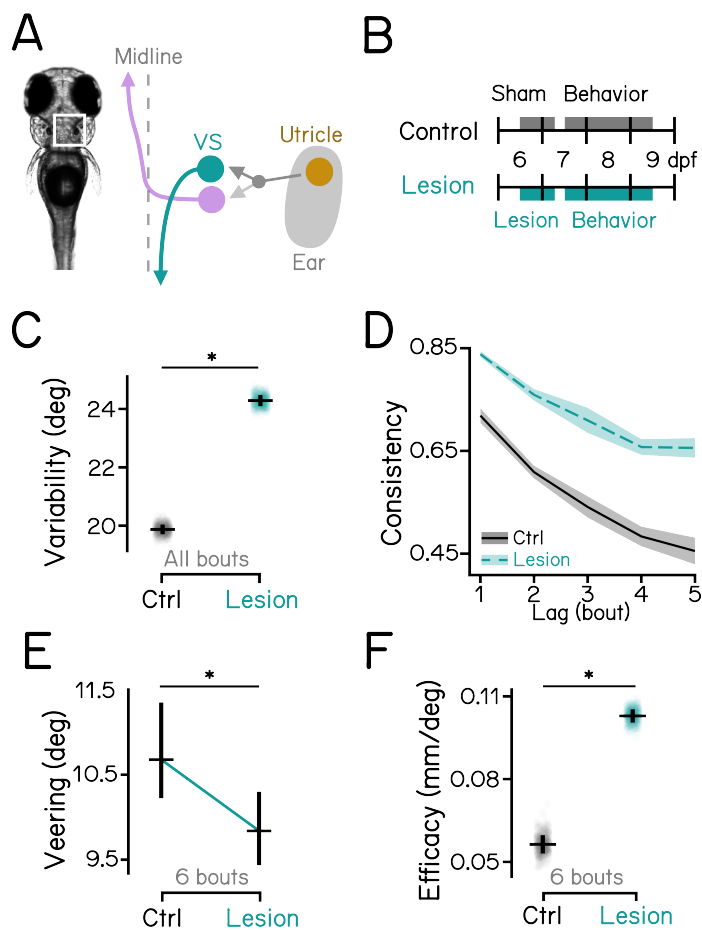 A
Midline
VS
Utricle
Ear
B
Sham Behavior
Control
6 7 8 9 dpf
Lesion
Lesion Behavior
C
Variability (deg)
24
22
20
*
All bouts
Ctrl Lesion
D
Consistency
0.85
0.65
0.45
Ctrl
Lesion
1 2 3 4 5
Lag (bout)
E
Veering (deg)
11.5
10.5
9.5
*
6 bouts
Ctrl Lesion
F
Efficacy (mm/deg)
0.11
0.08
0.05
*
6 bouts
Ctrl Lesion